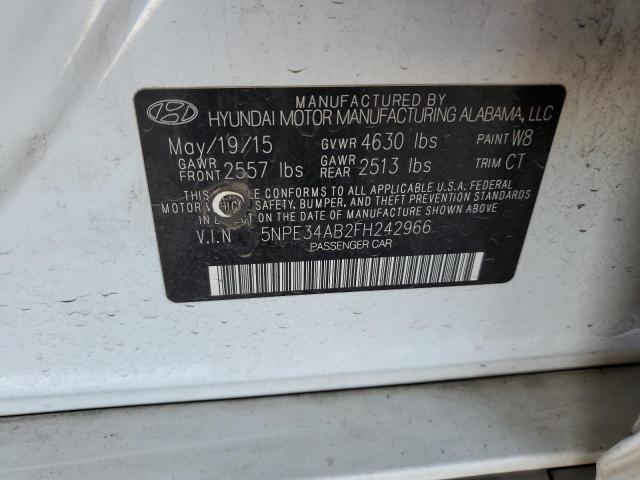 MANUFACTURED BY
HYUNDAI MOTOR MANUFACTURING ALABAMA, LLC
May/19/15 GVWR 4630 lbs PAINT W8
GAWR FRONT 2557 lbs GAWR REAR 2513 lbs TRIM CT
THIS CONFORMS TO ALL APPLICABLE U.S.A. FEDERAL
MOTOR VEHICLE SAFETY, BUMPER, AND THEFT PREVENTION STANDARDS
IN EFFECT ON THE DATE OF MANUFACTURE SHOWN ABOVE.
V.I.N 5NPE34AB2FH242966
PASSENGER CAR